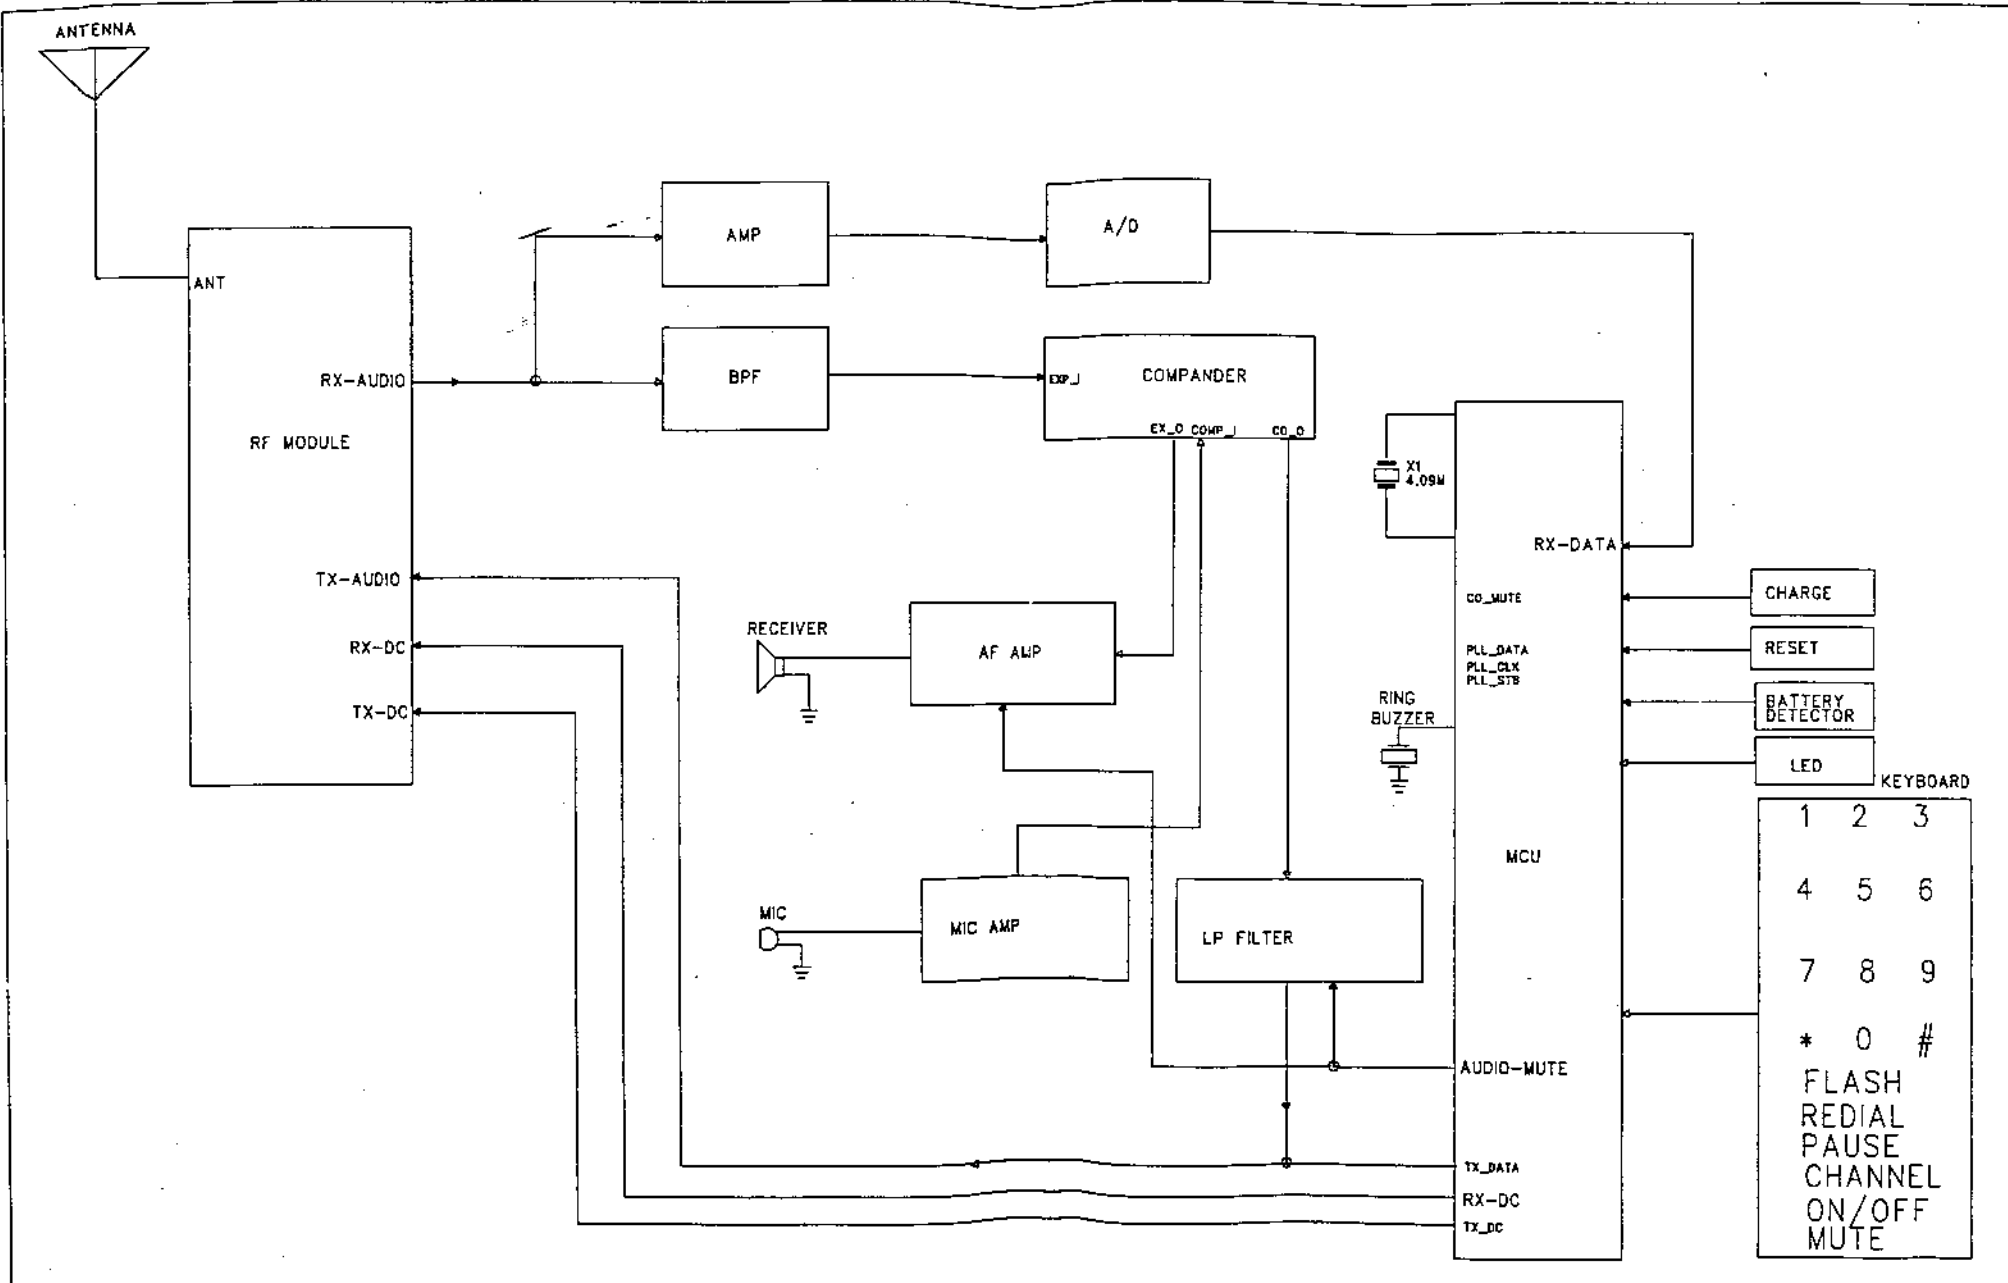 ANTENNA
AMP
A/D
ANT
RX-AUDIO
BPF
EXP_I
COMPANDER
EX_O COMP_I CO_O
RF MODULE
X1
4.09M
RX-DATA
TX-AUDIO
CO_MUTE
CHARGE
RECEIVER
RX-DC
AF AMP
PLL_DATA
PLL_CLK
PLL_STB
RESET
TX-DC
RING
BUZZER
BATTERY
DETECTOR
LED
KEYBOARD
1 2 3
MCU
4 5 6
MIC
MIC AMP
LP FILTER
7 8 9
* 0 #
AUDIO-MUTE
FLASH
REDIAL
PAUSE
CHANNEL
ON/OFF
MUTE
TX_DATA
RX-DC
TX_DC